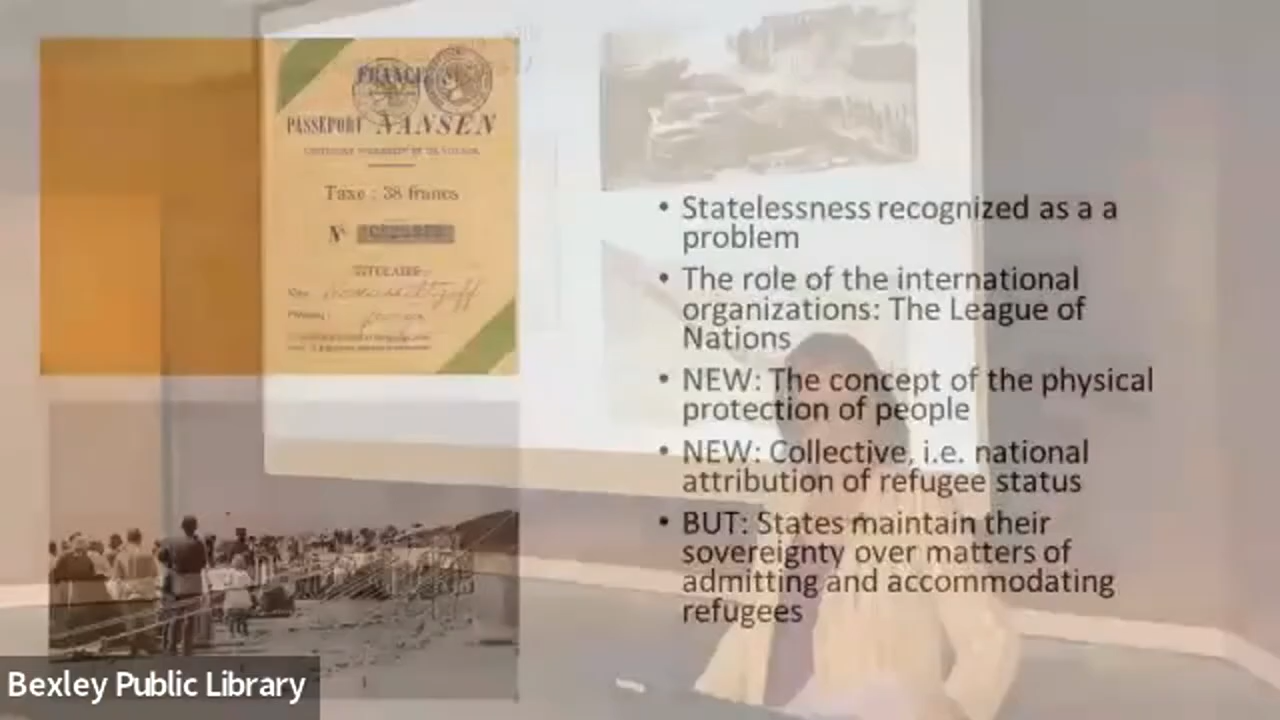 FRANCE
PASSEPORT NANSEN
Taxe : 38 francs
N°
TITULAIRE :
• Statelessness recognized as a a
problem
• The role of the international
organizations: The League of
Nations
• NEW: The concept of the physical
protection of people
• NEW: Collective, i.e. national
attribution of refugee status
• BUT: States maintain their
sovereignty over matters of
admitting and accommodating
refugees
Bexley Public Library